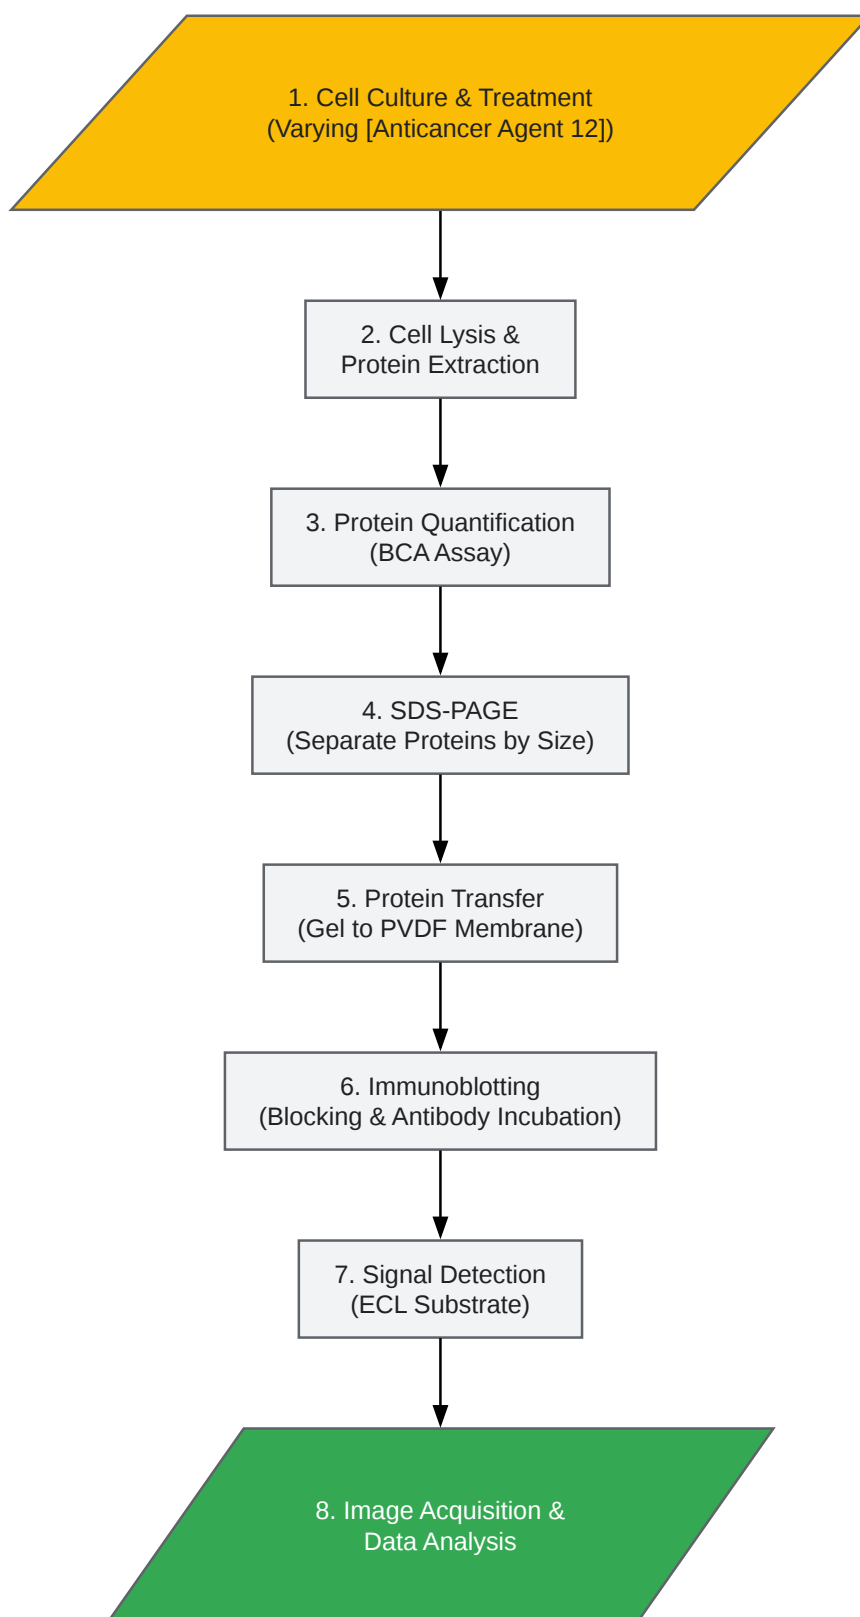 1. Cell Culture & Treatment
(Varying [Anticancer Agent 12])
2. Cell Lysis &
Protein Extraction
3. Protein Quantification
(BCA Assay)
4. SDS-PAGE
(Separate Proteins by Size)
5. Protein Transfer
(Gel to PVDF Membrane)
6. Immunoblotting
(Blocking & Antibody Incubation)
7. Signal Detection
(ECL Substrate)
8. Image Acquisition &
Data Analysis